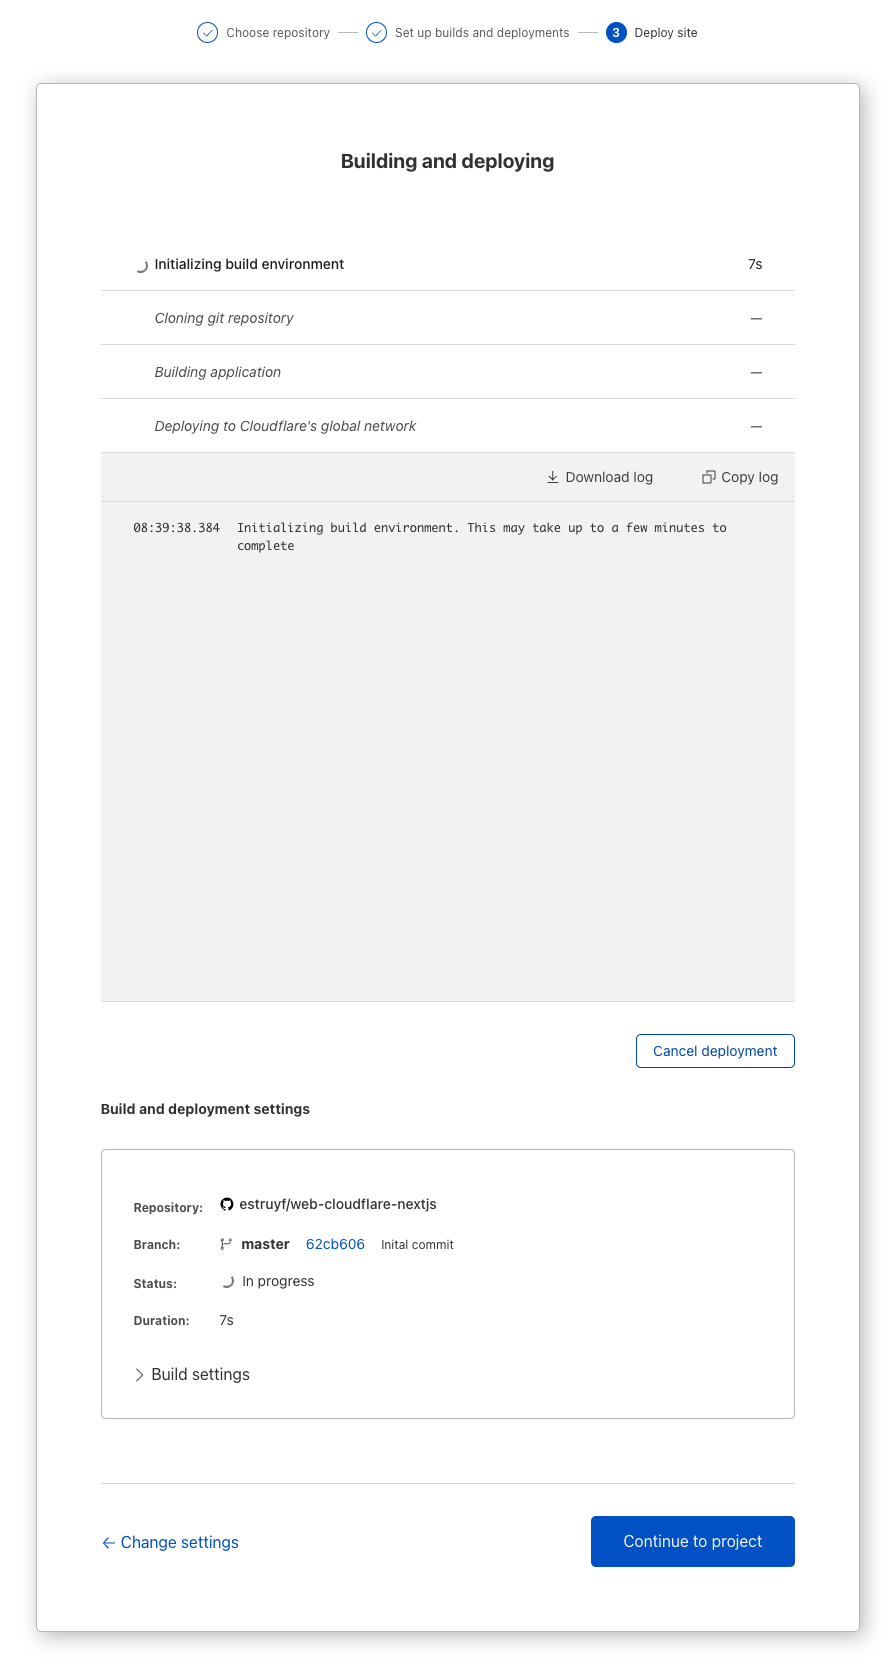 Choose repository
Set up builds and deployments
3 Deploy site
Building and deploying
Initializing build environment 7s
Cloning git repository —
Building application —
Deploying to Cloudflare's global network —
Download log Copy log
08:39:38.384 Initializing build environment. This may take up to a few minutes to
complete
Cancel deployment
Build and deployment settings
Repository: estruyf/web-cloudflare-nextjs
Branch: master 62cb606 Inital commit
Status: In progress
Duration: 7s
Build settings
← Change settings
Continue to project